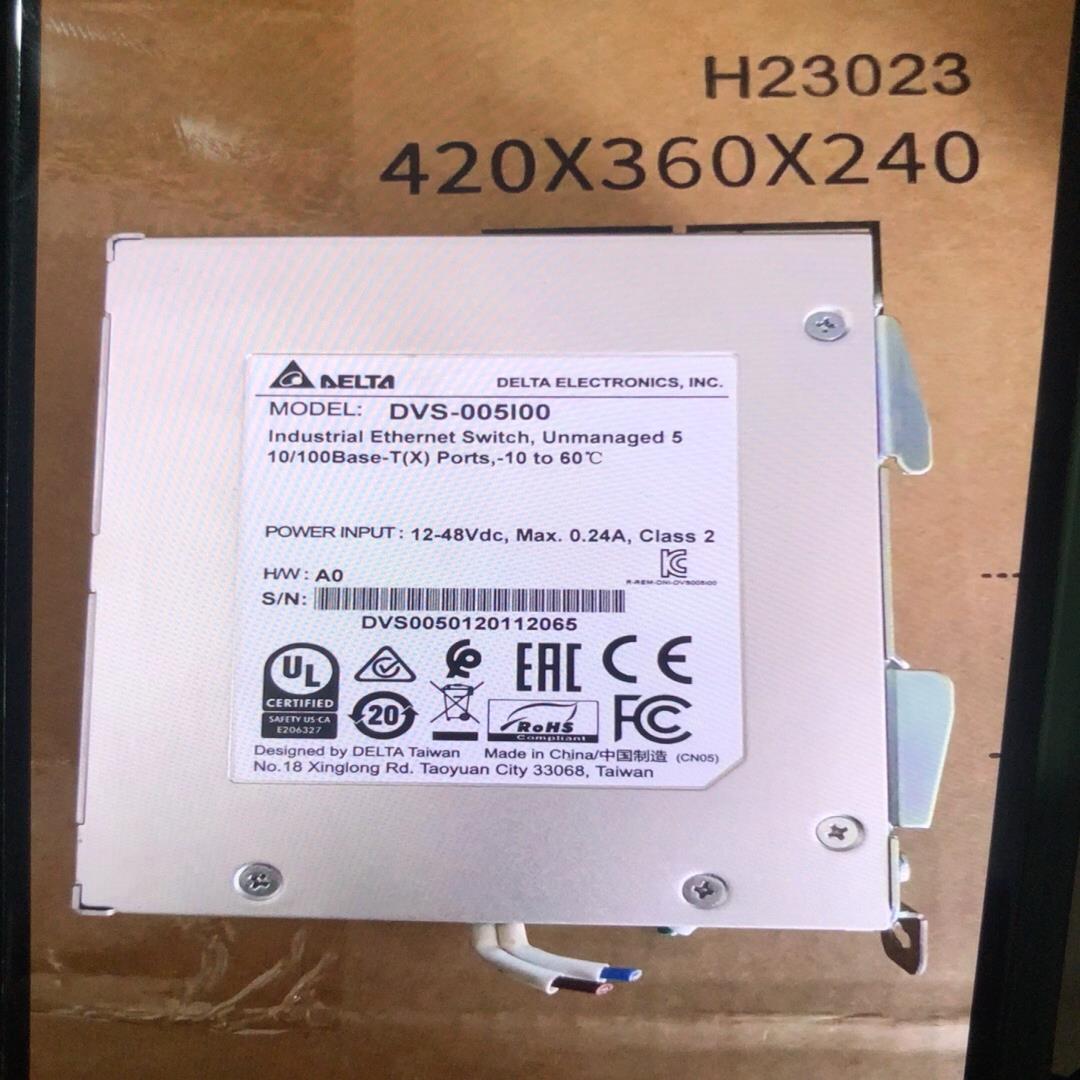 H23023
420X360X240
DELTA DELTA ELECTRONICS, INC.
MODEL: DVS-005I00
Industrial Ethernet Switch, Unmanaged 5
10/100Base-T(X) Ports,-10 to 60℃
POWER INPUT : 12-48Vdc, Max. 0.24A, Class 2
R-REM-DNI-DVS005I00
H/W : A0
S/N:
DVS0050120112065
UL
CERTIFIED
SAFETY US-CA
E206327
20
EAC
CE
RoHS
Compliant
FC
Designed by DELTA Taiwan Made in China/中国制造 (CN05)
No.18 Xinglong Rd. Taoyuan City 33068, Taiwan